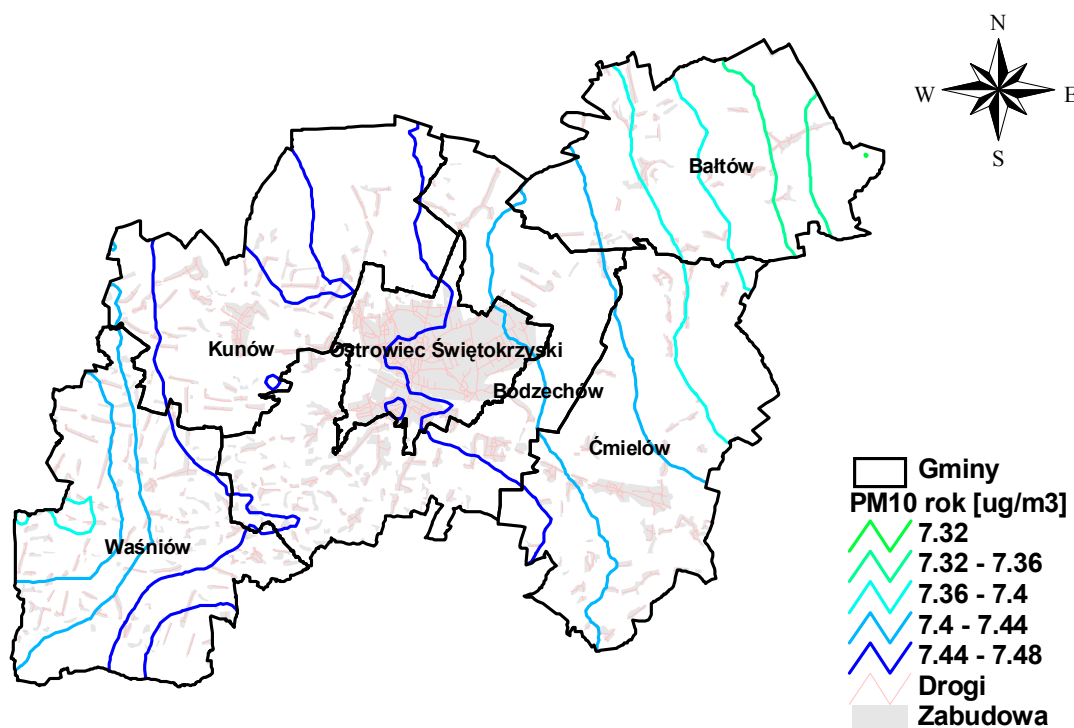 N
W E
S
Bałtów
Kunów
Ostrowiec Świętokrzyski
Bodzechów
Ćmielów
Waśniów
Gminy
PM10 rok [ug/m3]
7.32
7.32 - 7.36
7.36 - 7.4
7.4 - 7.44
7.44 - 7.48
Drogi
Zabudowa